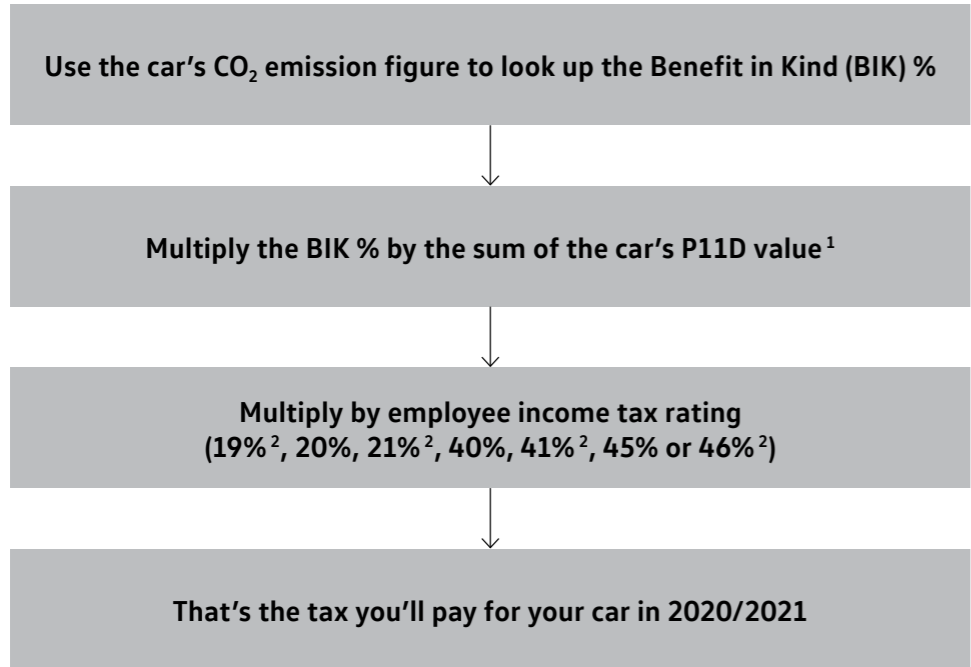 Use the car's CO₂ emission figure to look up the Benefit in Kind (BIK) %
Multiply the BIK % by the sum of the car's P11D value ¹
Multiply by employee income tax rating
(19% ², 20%, 21% ², 40%, 41% ², 45% or 46% ²)
That's the tax you'll pay for your car in 2020/2021